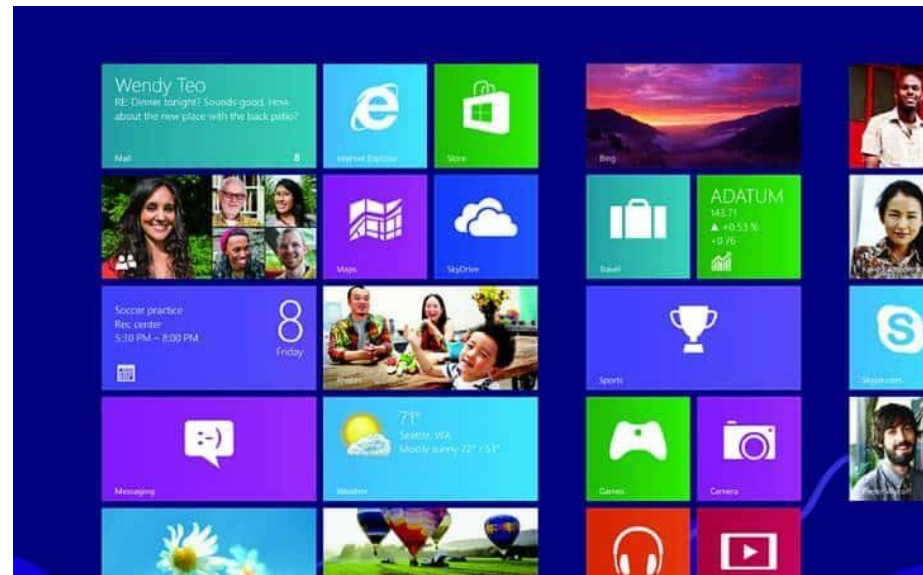 Wendy Teo
RE: Dinner tonight? Sounds good. How
about the new place with the back patio?
Mail
8
Internet Explorer
Store
Bing
Maps
SkyDrive
Travel
ADATUM
143.71
▲ +0.53 %
+0.76
Soccer practice
Rec center
5:30 PM – 8:00 PM
8
Friday
Photos
Sports
:-)
Messaging
71°
Seattle, WA
Mostly sunny 72° / 53°
Weather
Games
Camera
S